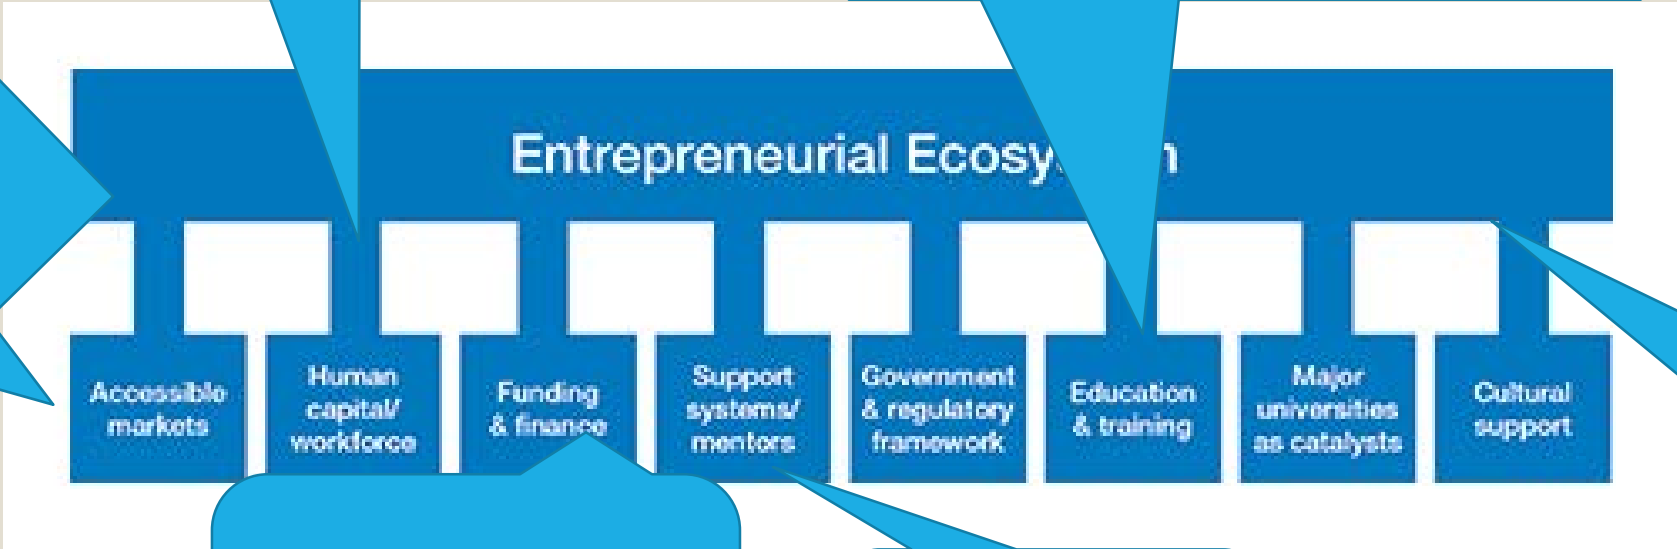 Entrepreneurial Ecosy
Accessible
markets
Human
capital/
workforce
Funding
& finance
Support
systems/
mentors
Government
& regulatory
framework
Education
& training
Major
universities
as catalysts
Cultural
support